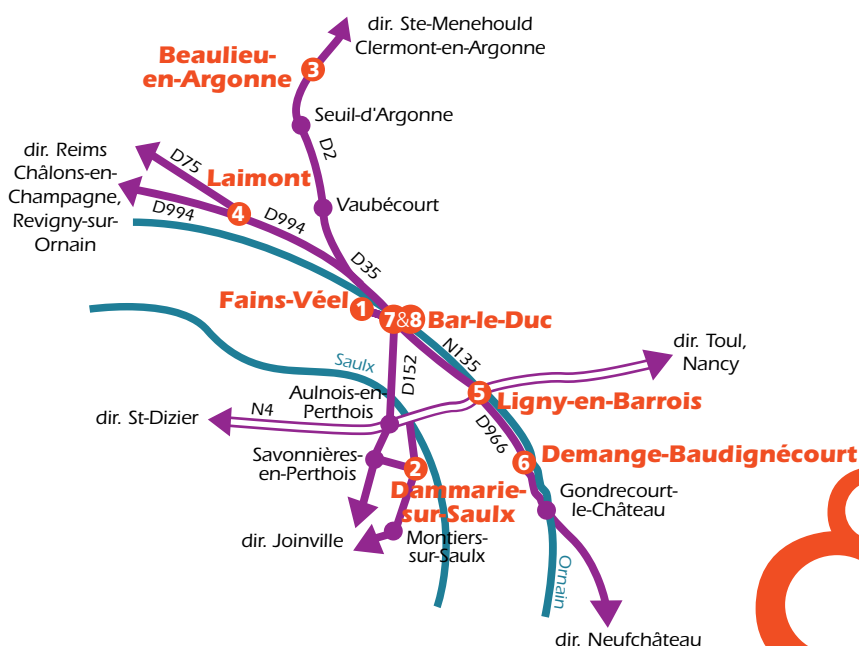 dir. Ste-Menehould
Clermont-en-Argonne
Beaulieu-
en-Argonne
3
Seuil-d'Argonne
D2
dir. Reims
Châlons-en-
Champagne,
Revigny-sur-
Ornain
D75
Laimont
4
D994
D994
Vaubécourt
D35
Fains-Véel
1
7&8
Bar-le-Duc
N135
dir. Toul,
Nancy
Saulx
D152
Aulnois-en-
Perthois
5
Ligny-en-Barrois
N4
dir. St-Dizier
D966
Savonnières-
en-Perthois
2
Dammarie-
sur-Saulx
6
Demange-Baudignécourt
Gondrecourt-
le-Château
dir. Joinville
Montiers-
sur-Saulx
Ornain
dir. Neufchâteau